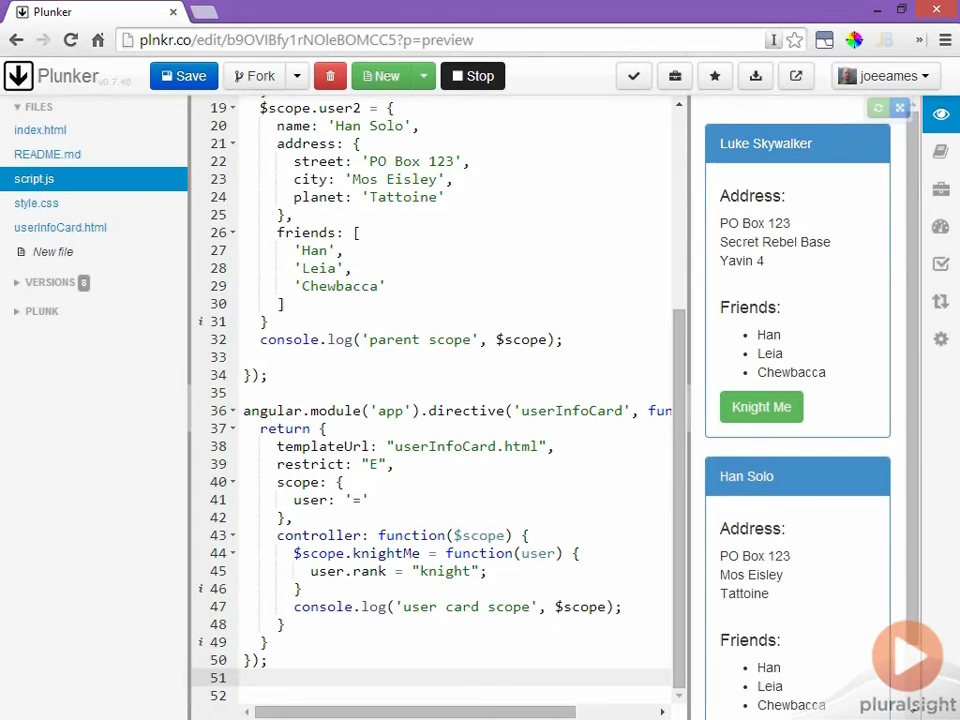 Plunker
plnkr.co/edit/b9OVIBfy1rNOleBOMCC5?p=preview
Plunker v0.7.46
Save
Fork
New
Stop
joeeames
FILES
index.html
README.md
script.js
style.css
userInfoCard.html
New file
VERSIONS 8
PLUNK
19 $scope.user2 = {
20 name: 'Han Solo',
21 address: {
22 street: 'PO Box 123',
23 city: 'Mos Eisley',
24 planet: 'Tattoine'
25 },
26 friends: [
27 'Han',
28 'Leia',
29 'Chewbacca'
30 ]
31 }
32 console.log('parent scope', $scope);
33
34 });
35
36 angular.module('app').directive('userInfoCard', fun
37 return {
38 templateUrl: "userInfoCard.html",
39 restrict: "E",
40 scope: {
41 user: '='
42 },
43 controller: function($scope) {
44 $scope.knightMe = function(user) {
45 user.rank = "knight";
46 }
47 console.log('user card scope', $scope);
48 }
49 }
50 });
51
52
Luke Skywalker
Address:
PO Box 123
Secret Rebel Base
Yavin 4
Friends:
Han
Leia
Chewbacca
Knight Me
Han Solo
Address:
PO Box 123
Mos Eisley
Tattoine
Friends:
Han
Leia
Chewbacca
pluralsight